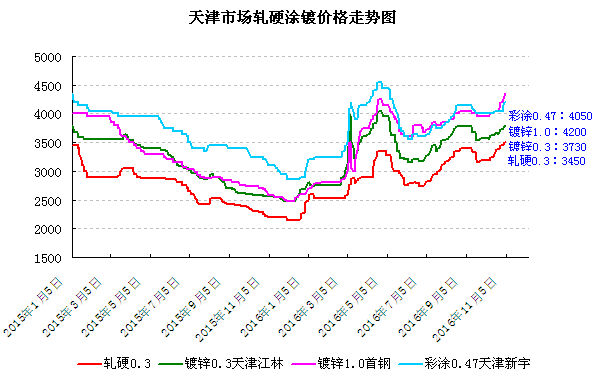 天津市场轧硬涂镀价格走势图
5000
4500
4000
3500
3000
2500
2000
1500
彩涂0.47：4050
镀锌1.0：4200
镀锌0.3：3730
轧硬0.3：3450
2015年1月5日
2015年3月5日
2015年5月5日
2015年7月5日
2015年9月5日
2015年11月5日
2016年1月5日
2016年3月5日
2016年5月5日
2016年7月5日
2016年9月5日
2016年11月5日
轧硬0.3
镀锌0.3天津江林
镀锌1.0首钢
彩涂0.47天津新宇